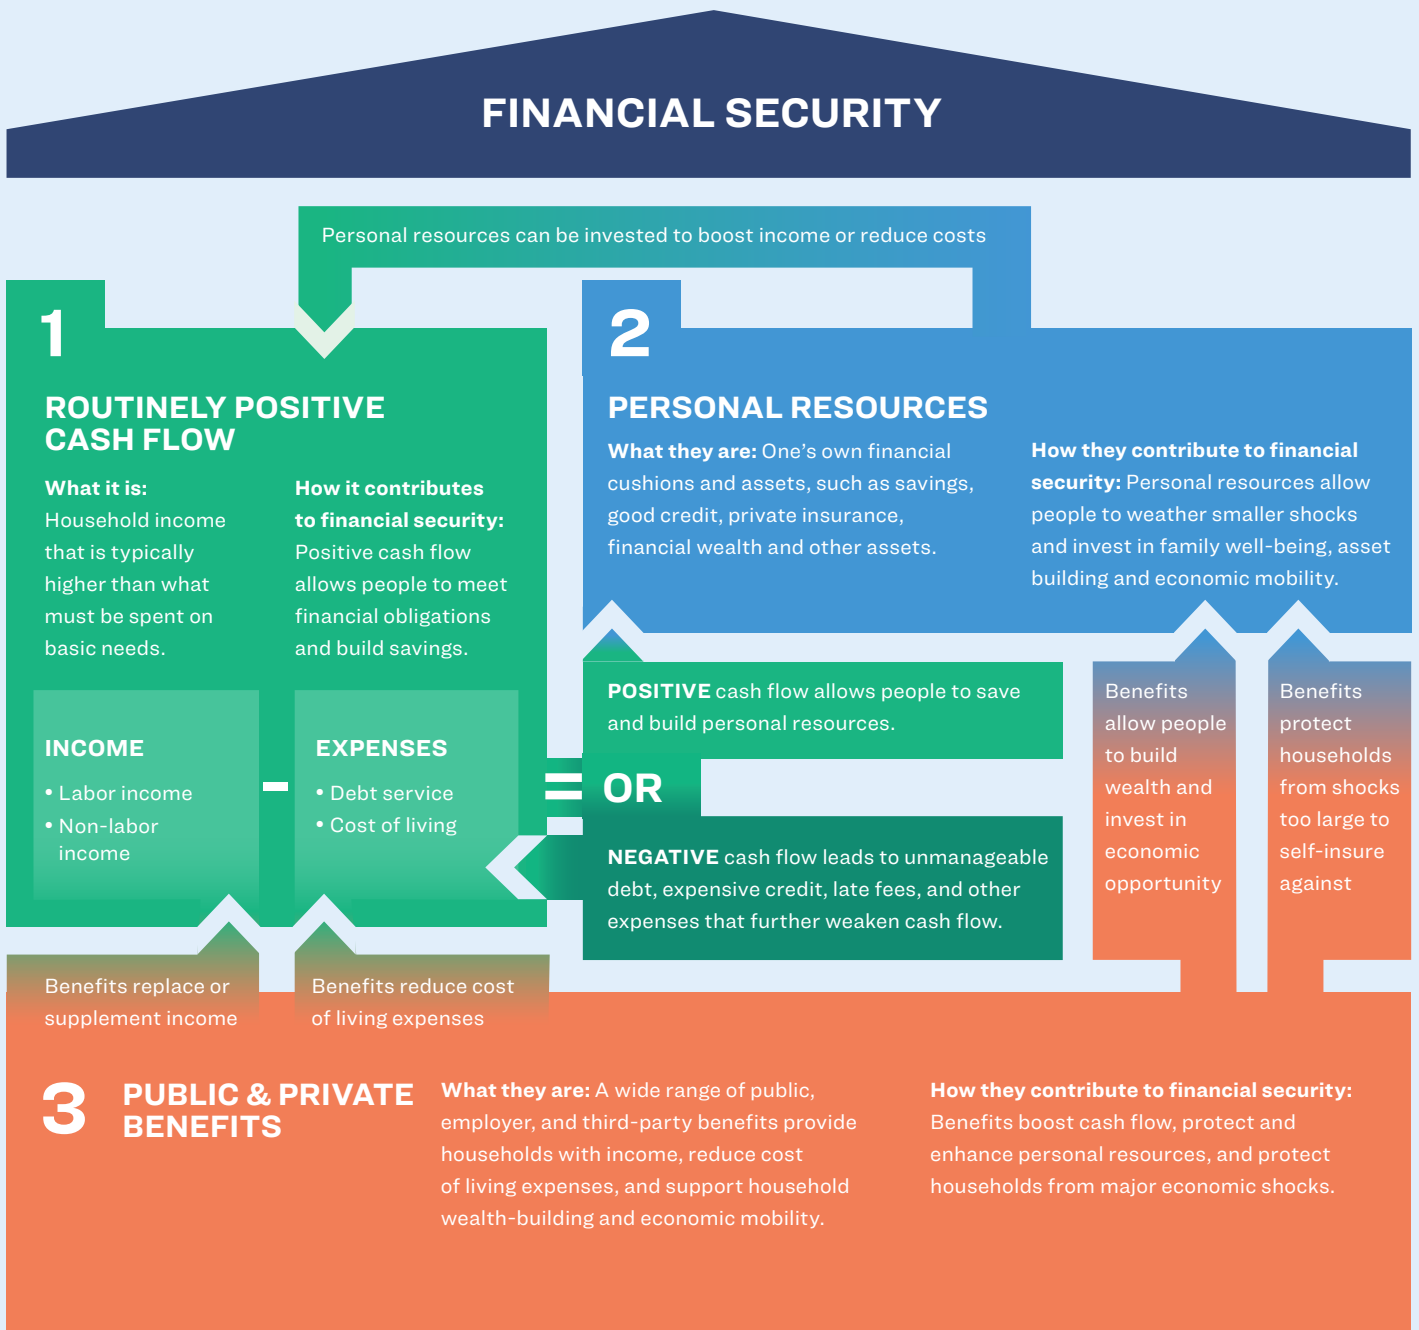 FINANCIAL SECURITY
Personal resources can be invested to boost income or reduce costs
1
ROUTINELY POSITIVE
CASH FLOW
What it is:
Household income
that is typically
higher than what
must be spent on
basic needs.
How it contributes
to financial security:
Positive cash flow
allows people to meet
financial obligations
and build savings.
INCOME
• Labor income
• Non-labor
income
-
EXPENSES
• Debt service
• Cost of living
=
2
PERSONAL RESOURCES
What they are: One’s own financial
cushions and assets, such as savings,
good credit, private insurance,
financial wealth and other assets.
How they contribute to financial
security: Personal resources allow
people to weather smaller shocks
and invest in family well-being, asset
building and economic mobility.
POSITIVE cash flow allows people to save
and build personal resources.
OR
NEGATIVE cash flow leads to unmanageable
debt, expensive credit, late fees, and other
expenses that further weaken cash flow.
Benefits
allow people
to build
wealth and
invest in
economic
opportunity
Benefits
protect
households
from shocks
too large to
self-insure
against
Benefits replace or
supplement income
Benefits reduce cost
of living expenses
3
PUBLIC & PRIVATE
BENEFITS
What they are: A wide range of public,
employer, and third-party benefits provide
households with income, reduce cost
of living expenses, and support household
wealth-building and economic mobility.
How they contribute to financial security:
Benefits boost cash flow, protect and
enhance personal resources, and protect
households from major economic shocks.